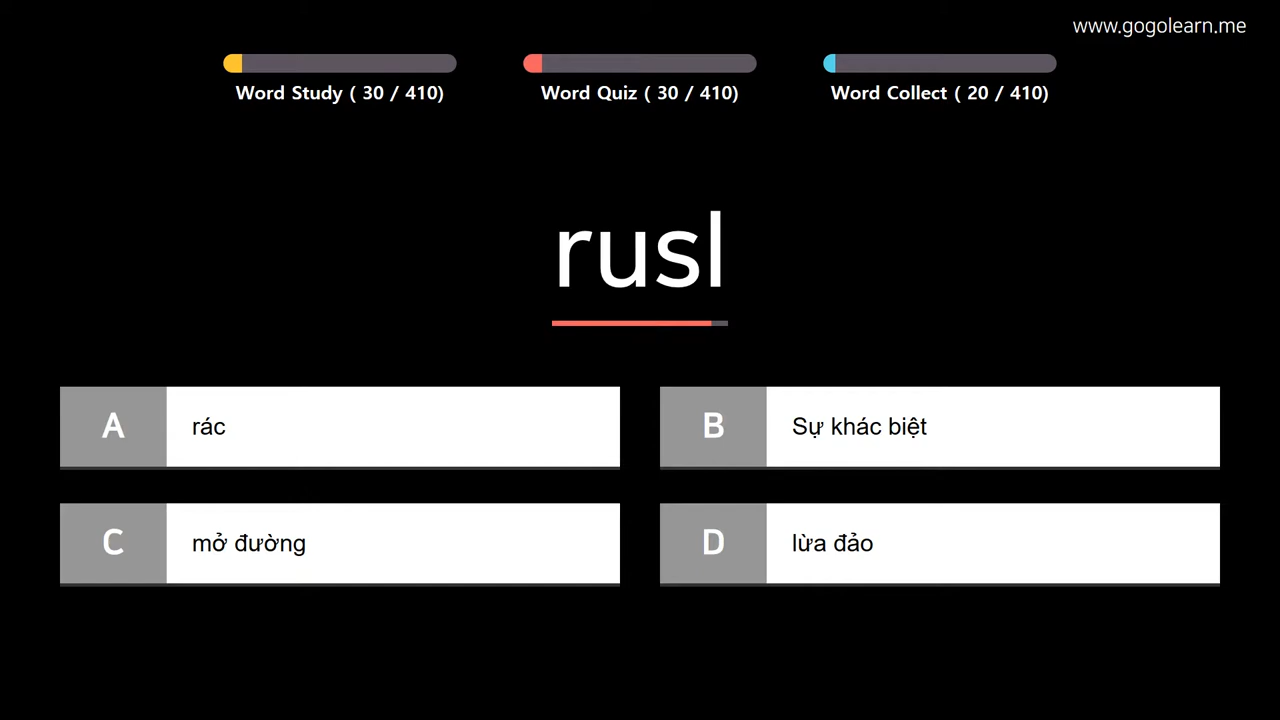 www.gogolearn.me
Word Study ( 30 / 410)
Word Quiz ( 30 / 410)
Word Collect ( 20 / 410)
rusl
A rác
B Sự khác biệt
C mở đường
D lừa đảo